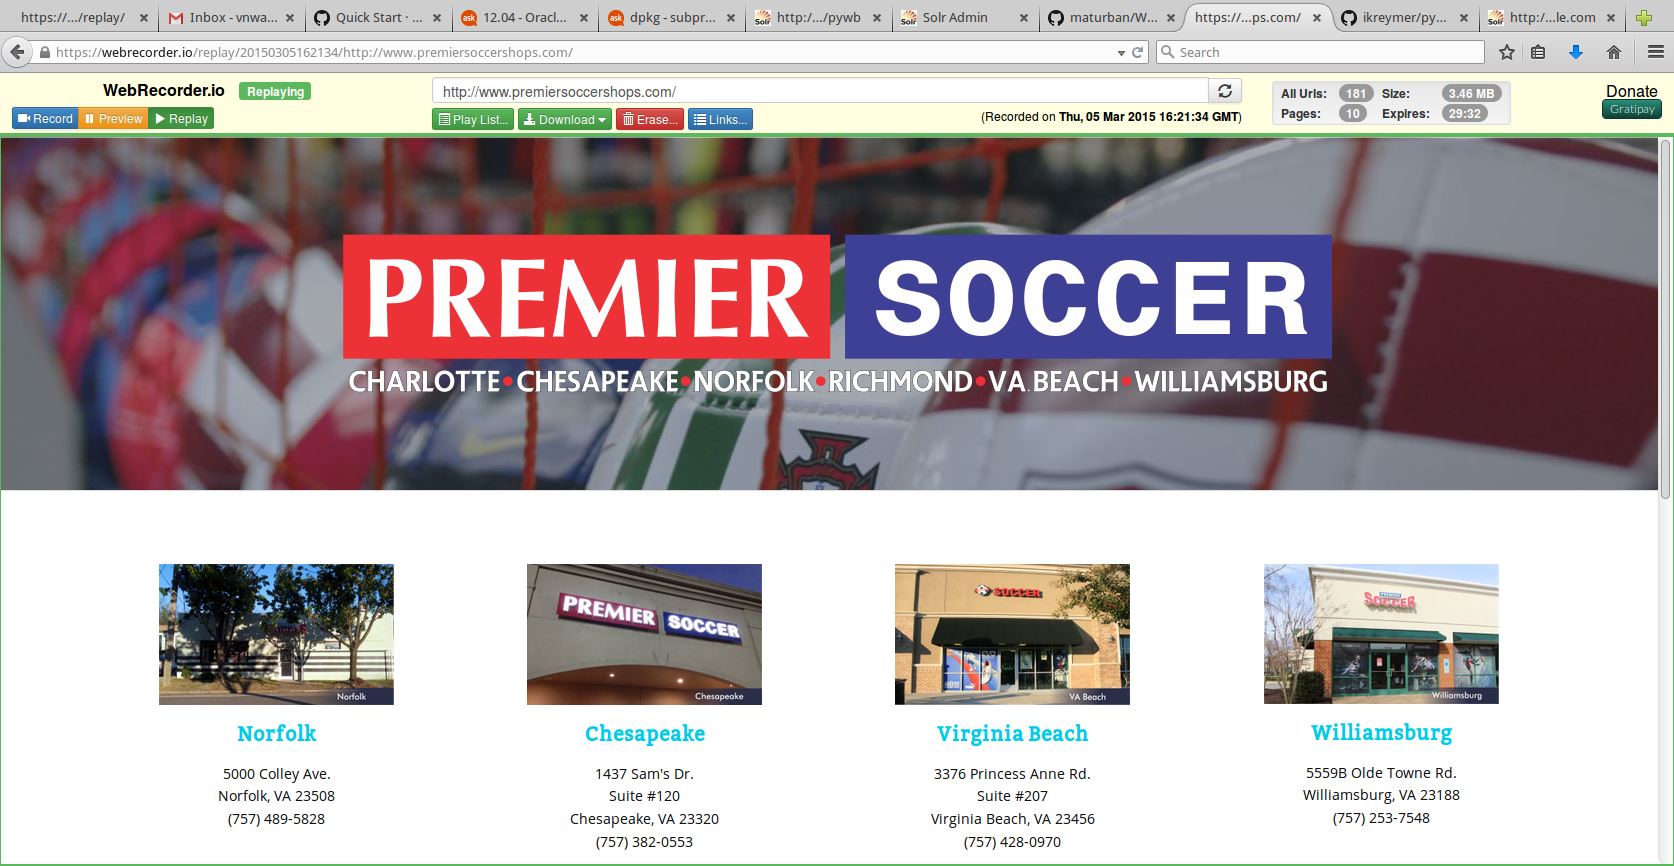 https://.../replay/ × Inbox - vnwa... × Quick Start · ... × 12.04 - Oracl... × dpkg - subpr... × http:/.../pywb × Solr Admin × maturban/W... × https:/...ps.com/ × ikreymer/py... × http:/...le.com ×
https://webrecorder.io/replay/20150305162134/http://www.premiersoccershops.com/ Search
WebRecorder.io Replaying http://www.premiersoccershops.com/ All Urls: 181 Size: 3.46 MB Donate
Record Preview Replay Play List... Download Erase... Links... (Recorded on Thu, 05 Mar 2015 16:21:34 GMT) Pages: 10 Expires: 29:32 Gratipay
PREMIER SOCCER
CHARLOTTE•CHESAPEAKE•NORFOLK•RICHMOND•VA.BEACH•WILLIAMSBURG
Norfolk
Norfolk
5000 Colley Ave.
Norfolk, VA 23508
(757) 489-5828
PREMIER SOCCER
Chesapeake
Chesapeake
1437 Sam's Dr.
Suite #120
Chesapeake, VA 23320
(757) 382-0553
SOCCER
VA Beach
Virginia Beach
3376 Princess Anne Rd.
Suite #207
Virginia Beach, VA 23456
(757) 428-0970
PREMIER
SOCCER
Williamsburg
Williamsburg
5559B Olde Towne Rd.
Williamsburg, VA 23188
(757) 253-7548